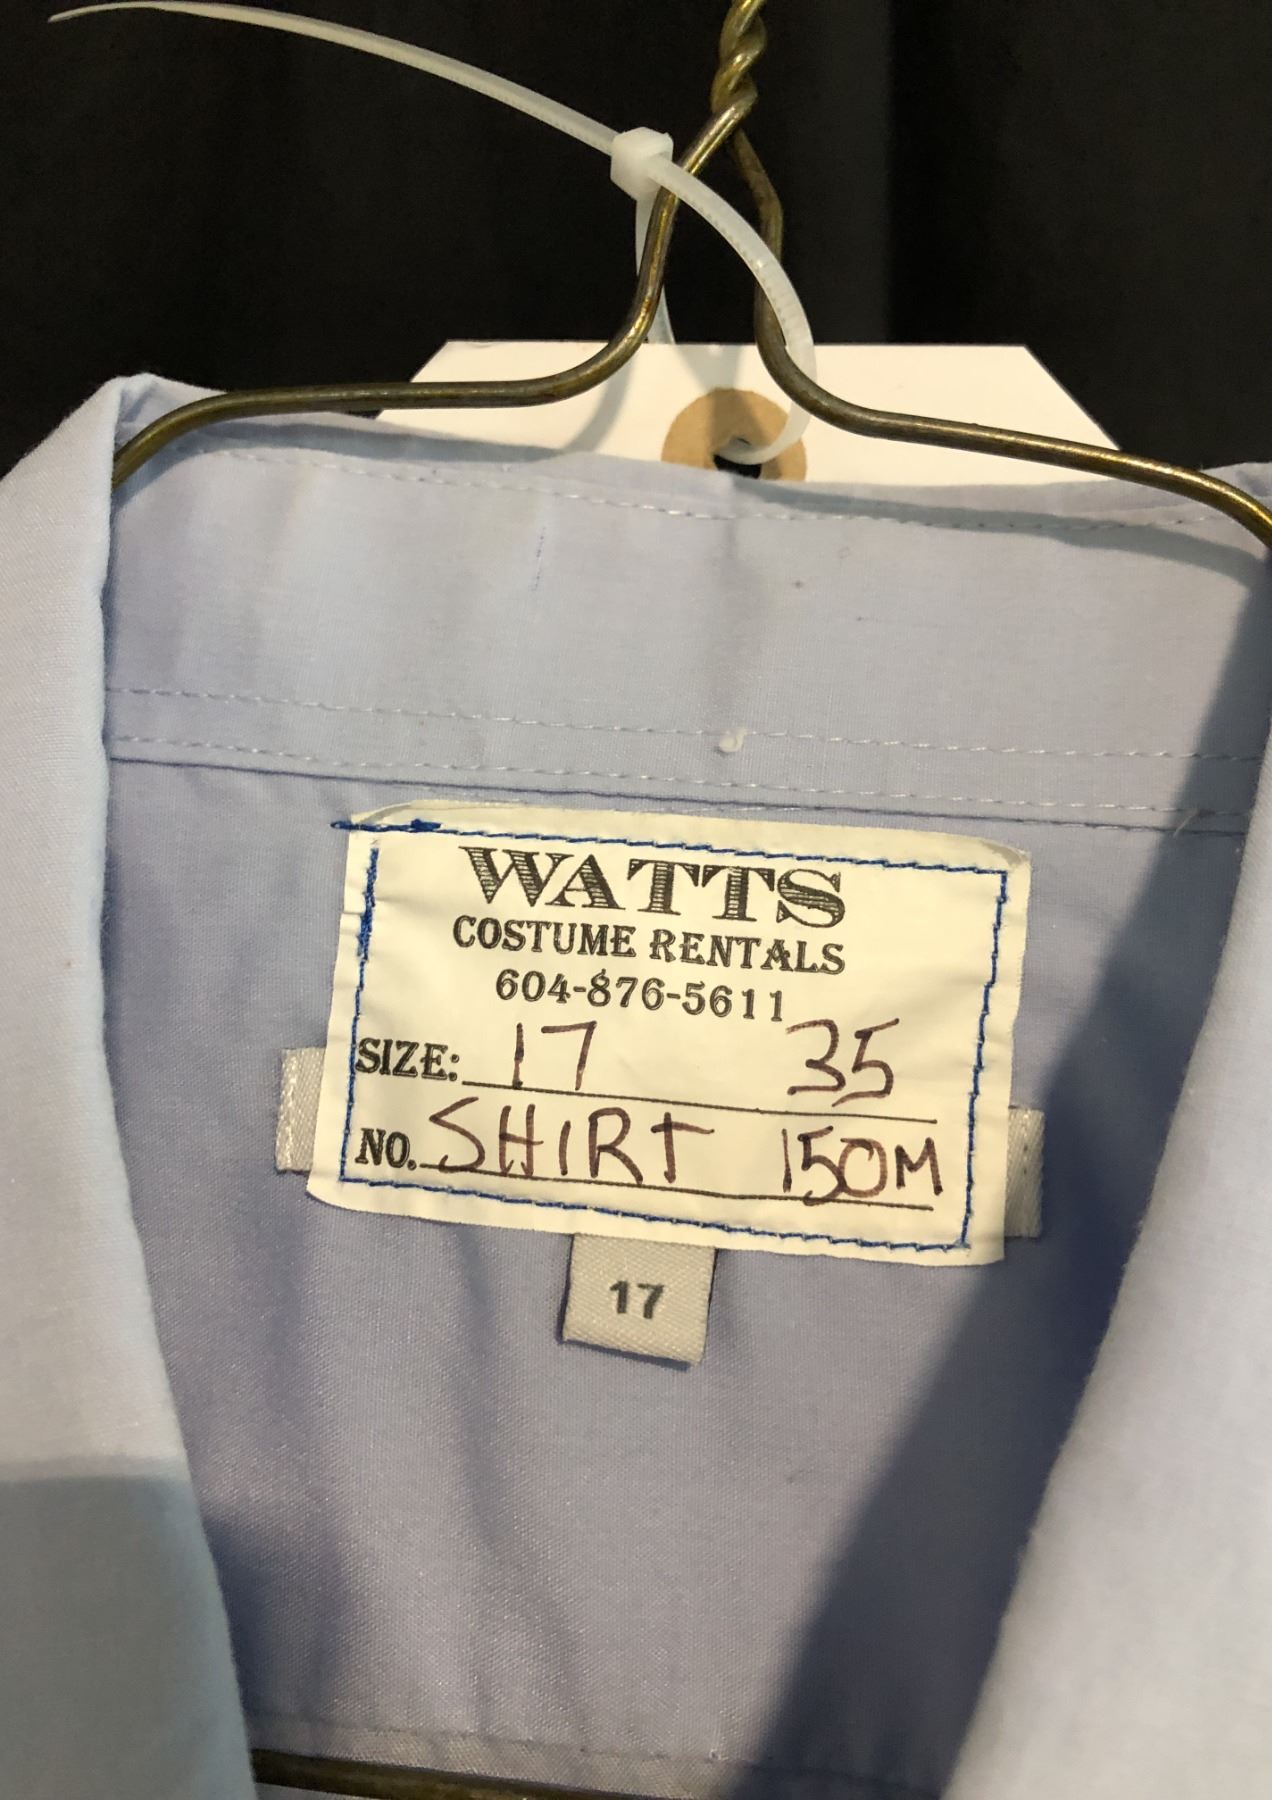 WATTS
COSTUME RENTALS
604-876-5611
SIZE: 17 35
NO. SHIRT 150M
17